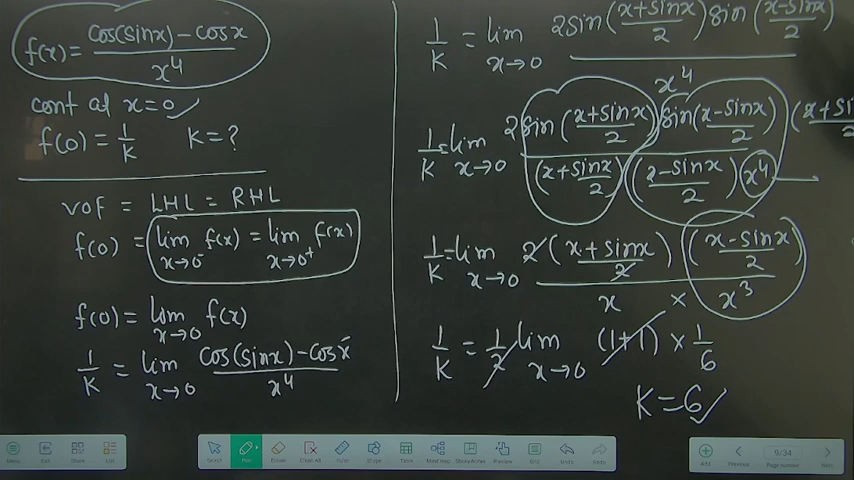 f(x) = cos(sinx) - cosx / x⁴
cont at x=0
f(0) = 1/K K = ?
VOF = LHL = RHL
f(0) = lim x→0⁻ f(x) = lim x→0⁺ f(x)
f(0) = lim x→0 f(x)
1/K = lim x→0 cos(sinx) - cosx / x⁴
1/K = lim x→0 2sin(x+sinx/2) sin(x-sinx/2) / x⁴
1/K = lim x→0 2sin(x+sinx/2) sin(x-sinx/2) / (x+sinx/2) (x-sinx/2) x⁴
1/K = lim x→0 2(x+sinx/2) (x-sinx/2) / x × x³
1/K = 1/2 lim x→0 (1+1) × 1/6
K=6
Menu Exit Share List Select Pen Eraser Clear All Ruler Shape Table Mind map Sticky Notes Preview Grid Undo Redo Add Previous 9/34 Page number Next Menu